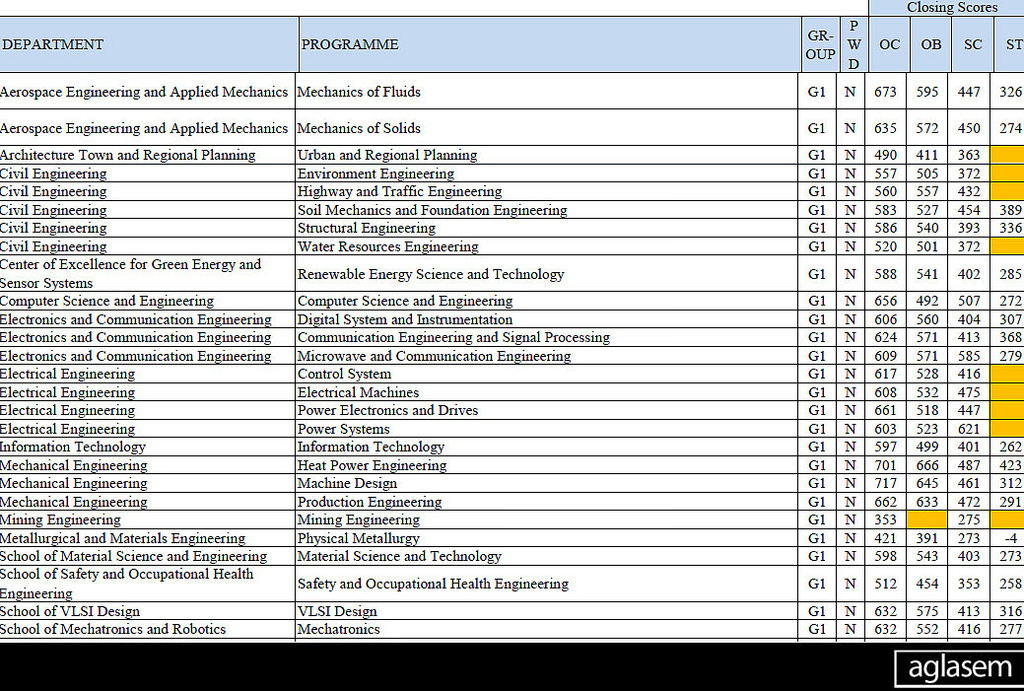 Closing Scores
DEPARTMENT PROGRAMME GR-OUP P W D OC OB SC ST
Aerospace Engineering and Applied Mechanics Mechanics of Fluids G1 N 673 595 447 326
Aerospace Engineering and Applied Mechanics Mechanics of Solids G1 N 635 572 450 274
Architecture Town and Regional Planning Urban and Regional Planning G1 N 490 411 363
Civil Engineering Environment Engineering G1 N 557 505 372
Civil Engineering Highway and Traffic Engineering G1 N 560 557 432
Civil Engineering Soil Mechanics and Foundation Engineering G1 N 583 527 454 389
Civil Engineering Structural Engineering G1 N 586 540 393 336
Civil Engineering Water Resources Engineering G1 N 520 501 372
Center of Excellence for Green Energy and
Sensor Systems Renewable Energy Science and Technology G1 N 588 541 402 285
Computer Science and Engineering Computer Science and Engineering G1 N 656 492 507 272
Electronics and Communication Engineering Digital System and Instrumentation G1 N 606 560 404 307
Electronics and Communication Engineering Communication Engineering and Signal Processing G1 N 624 571 413 368
Electronics and Communication Engineering Microwave and Communication Engineering G1 N 609 571 585 279
Electrical Engineering Control System G1 N 617 528 416
Electrical Engineering Electrical Machines G1 N 608 532 475
Electrical Engineering Power Electronics and Drives G1 N 661 518 447
Electrical Engineering Power Systems G1 N 603 523 621
Information Technology Information Technology G1 N 597 499 401 262
Mechanical Engineering Heat Power Engineering G1 N 701 666 487 423
Mechanical Engineering Machine Design G1 N 717 645 461 312
Mechanical Engineering Production Engineering G1 N 662 633 472 291
Mining Engineering Mining Engineering G1 N 353 275
Metallurgical and Materials Engineering Physical Metallurgy G1 N 421 391 273 -4
School of Material Science and Engineering Material Science and Technology G1 N 598 543 403 273
School of Safety and Occupational Health
Engineering Safety and Occupational Health Engineering G1 N 512 454 353 258
School of VLSI Design VLSI Design G1 N 632 575 413 316
School of Mechatronics and Robotics Mechatronics G1 N 632 552 416 277
aglasem